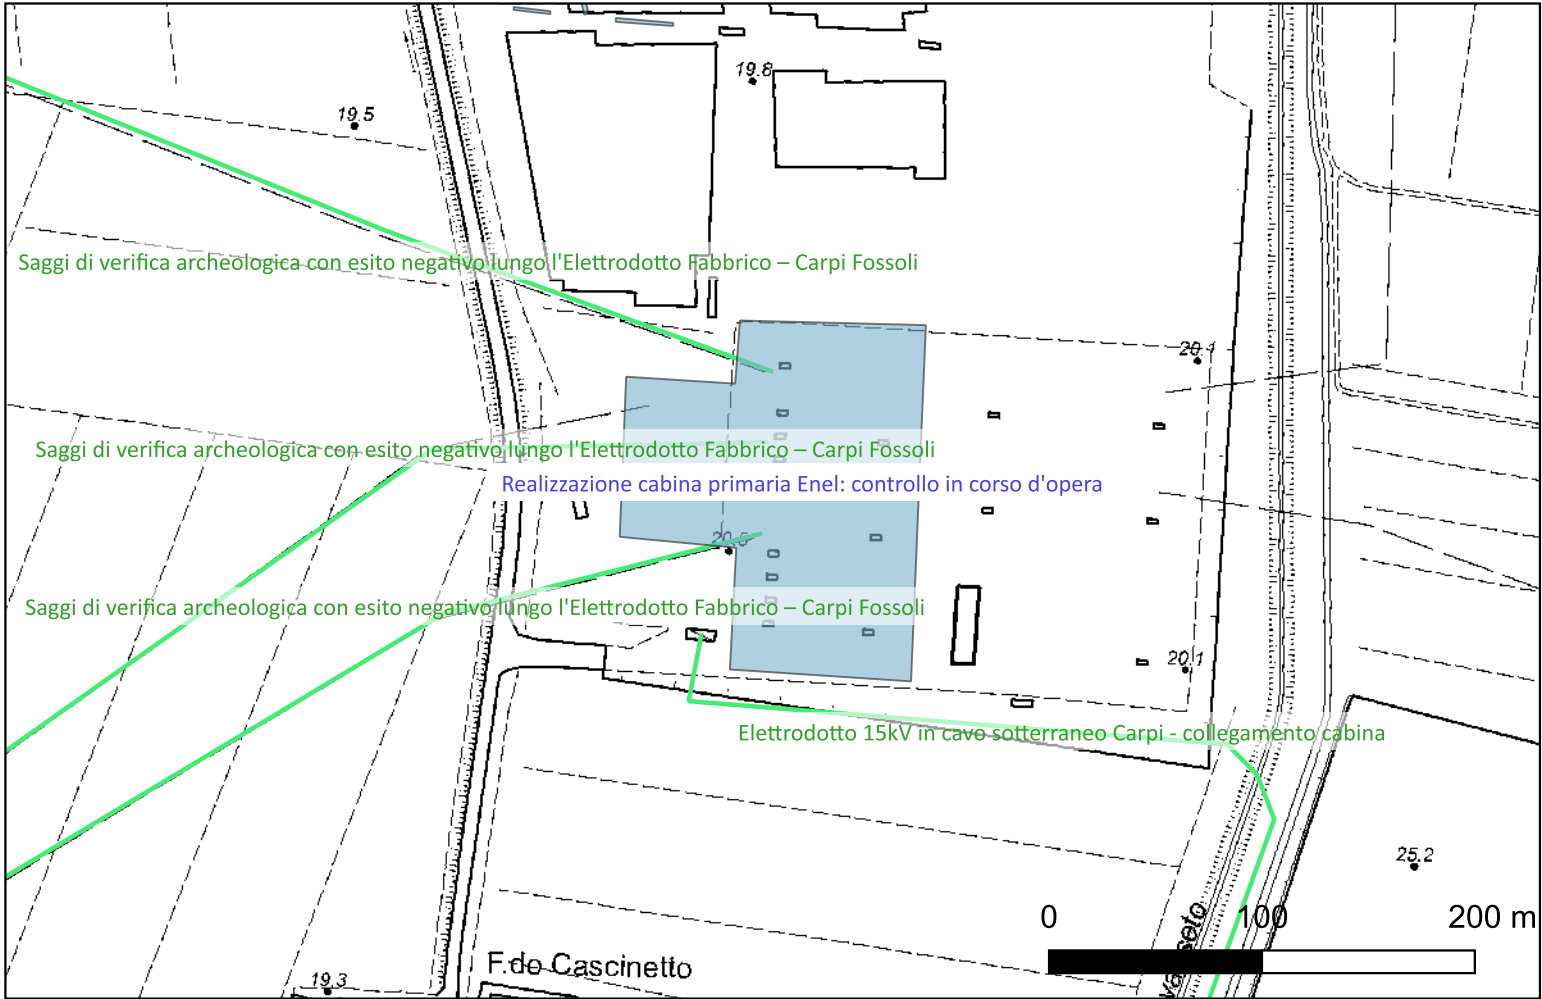 19.8
19.5
Saggi di verifica archeologica con esito negativo lungo l'Elettrodotto Fabbrico – Carpi Fossoli
20.1
Saggi di verifica archeologica con esito negativo lungo l'Elettrodotto Fabbrico – Carpi Fossoli
Realizzazione cabina primaria Enel: controllo in corso d'opera
Saggi di verifica archeologica con esito negativo lungo l'Elettrodotto Fabbrico – Carpi Fossoli
20.1
Elettrodotto 15kV in cavo sotterraneo Carpi - collegamento cabina
25.2
0 100 200 m
F.do Cascinetto
19.3